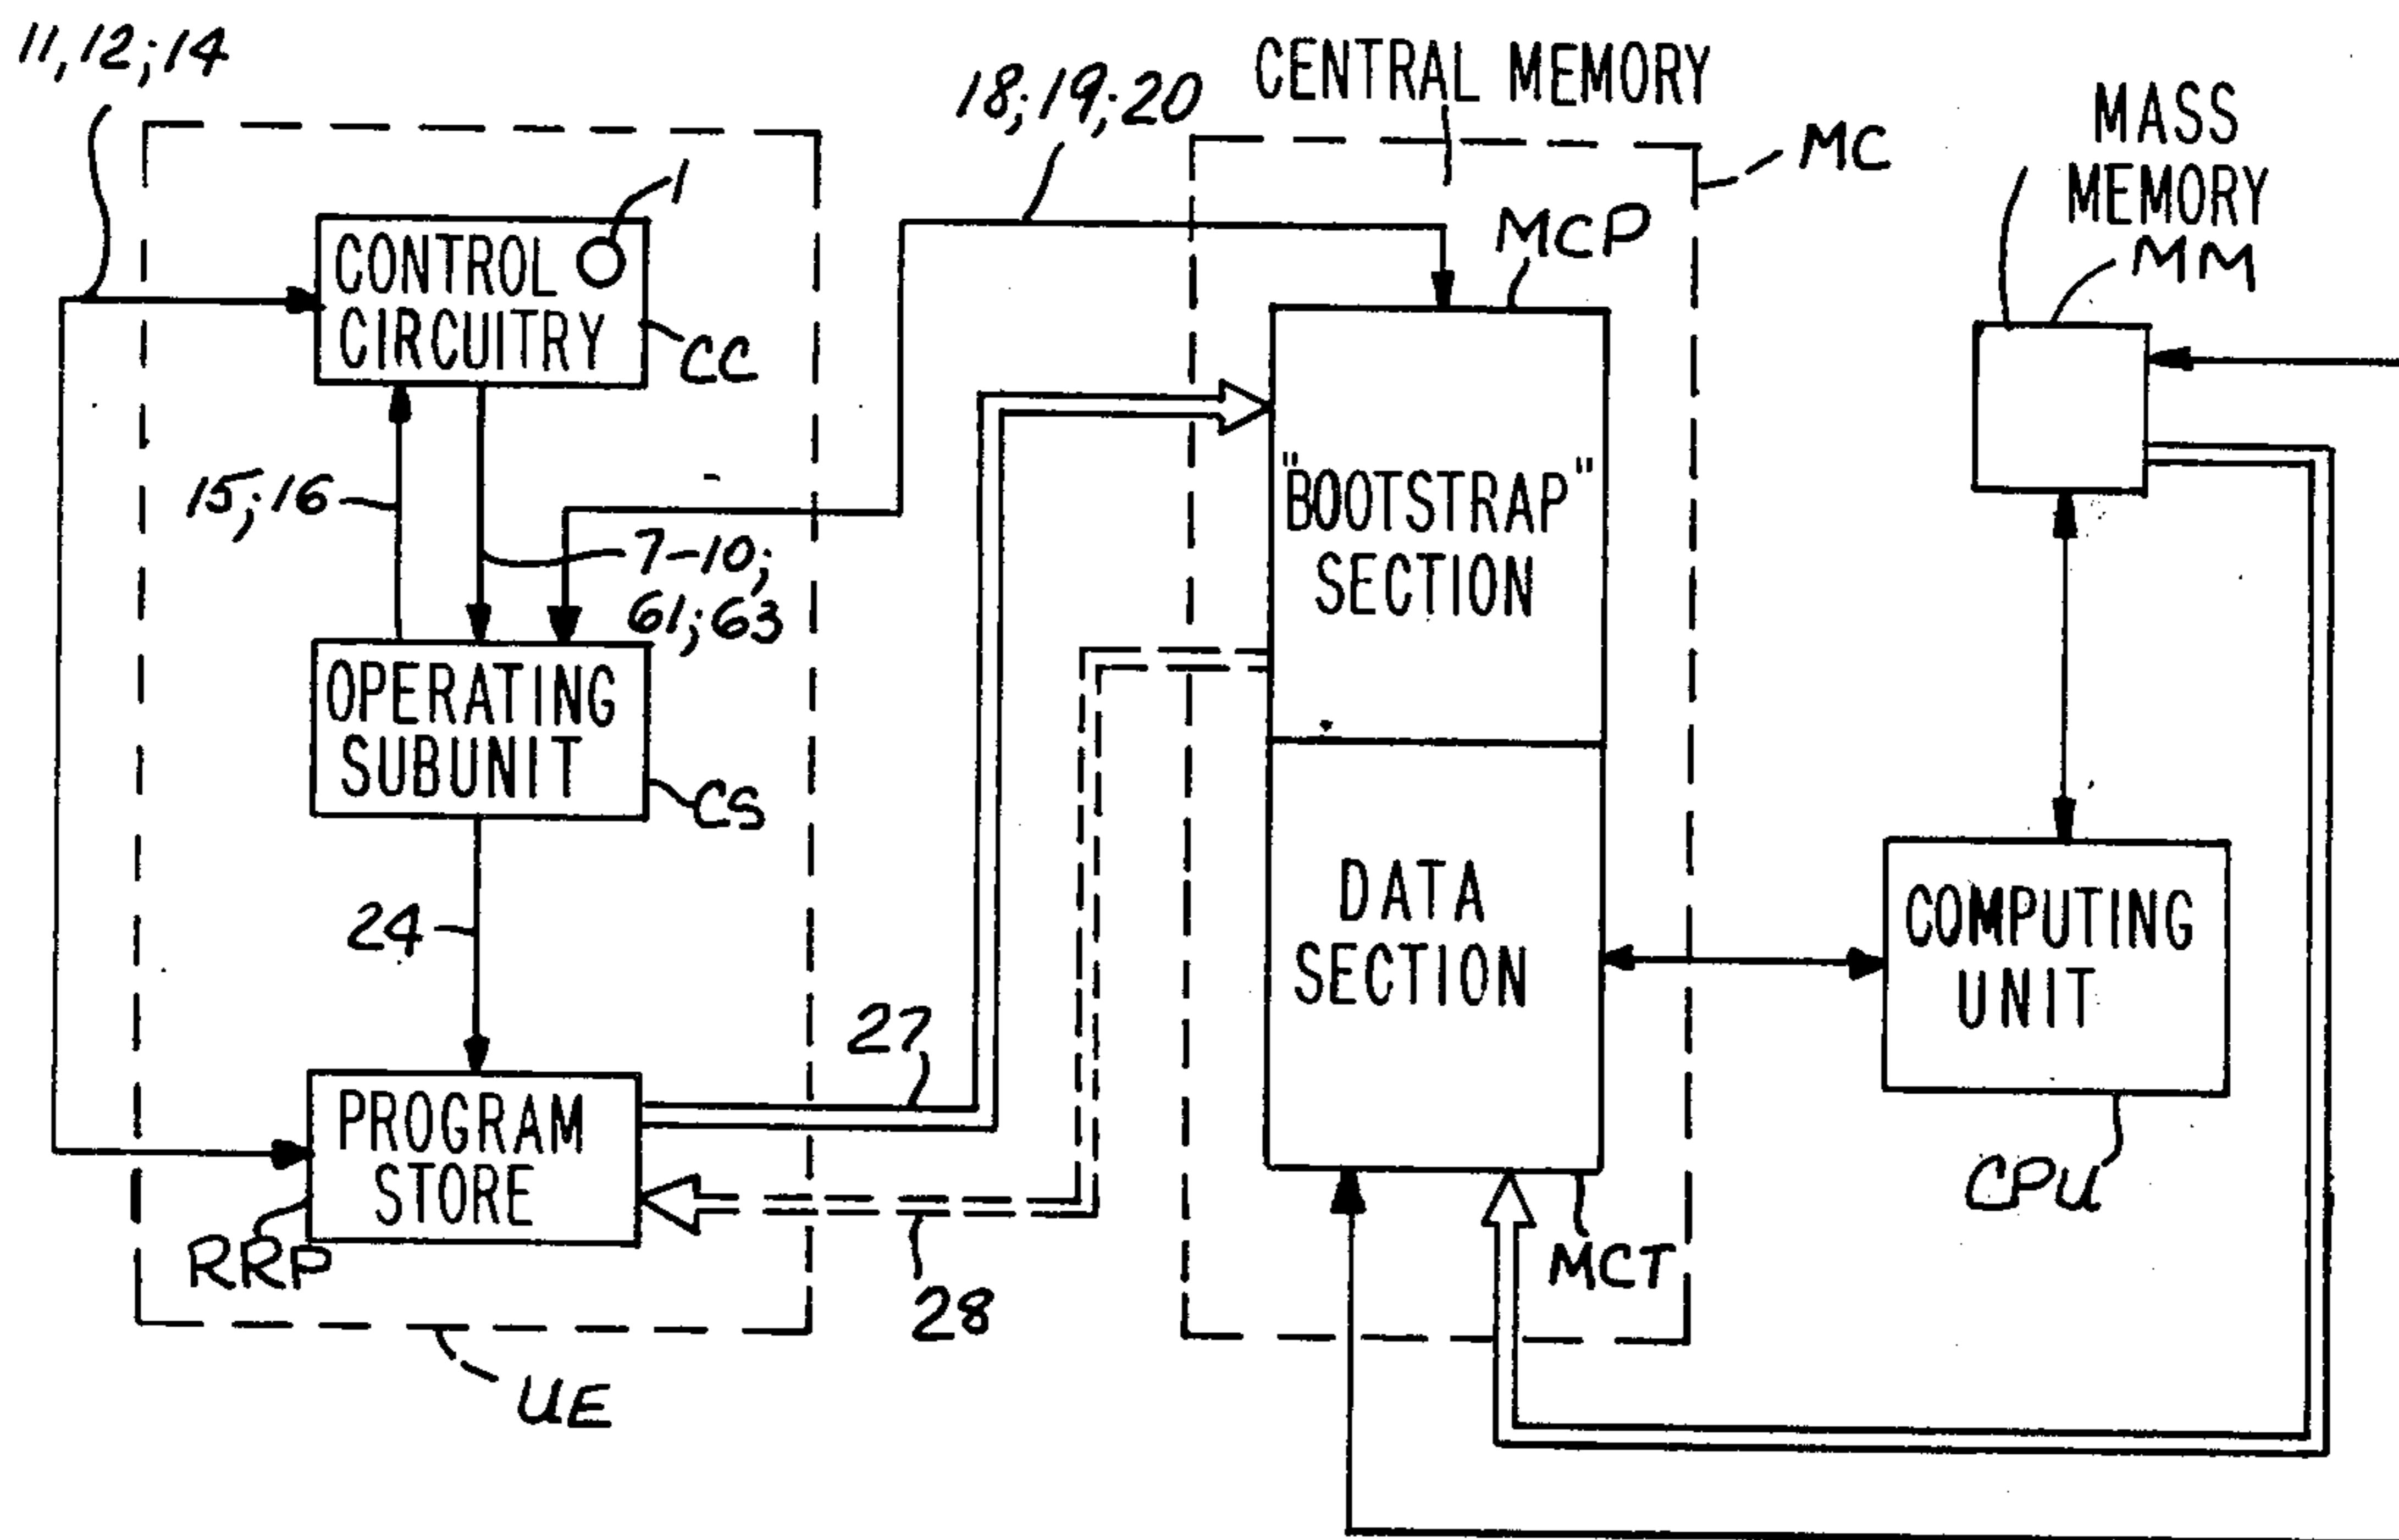 11,12;14
18;19;20
CENTRAL MEMORY
MC
MASS
MEMORY
MM
1
CONTROL
CIRCUITRY
CC
MCP
15;16
7-10;
61;63
"BOOTSTRAP"
SECTION
OPERATING
SUBUNIT
CS
24
DATA
SECTION
COMPUTING
UNIT
CPU
27
PROGRAM
STORE
RRP
28
MCT
UE